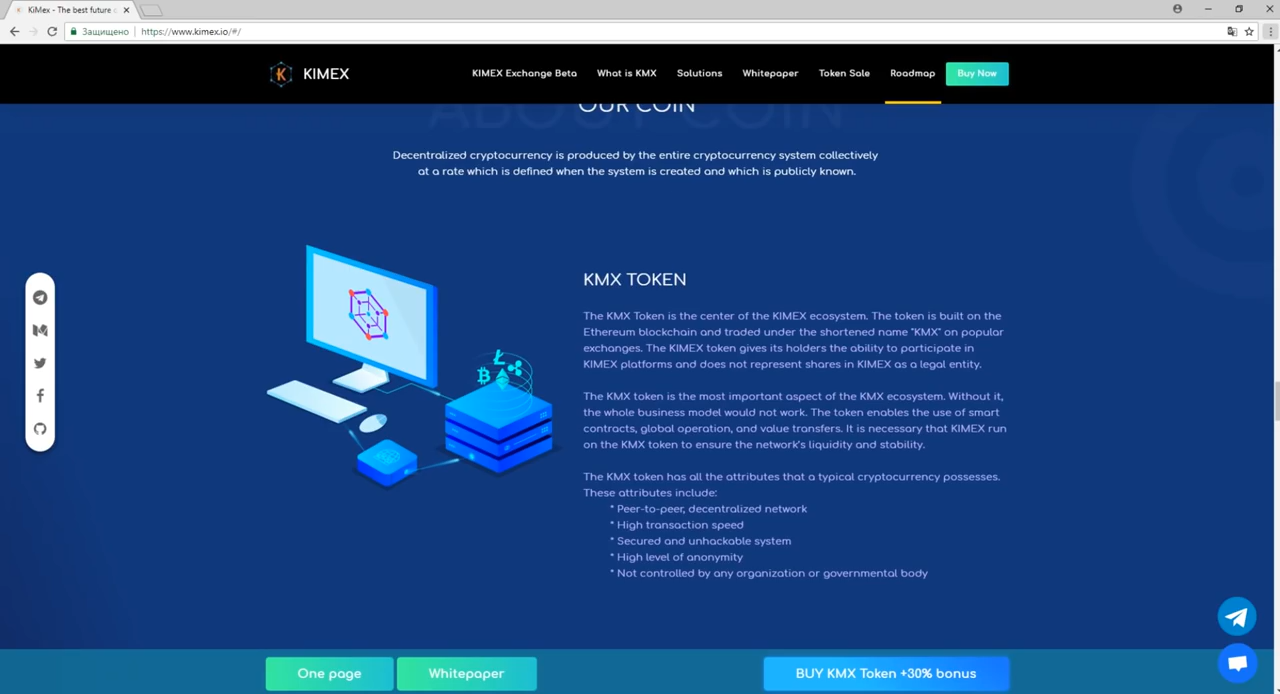 KiMex - The best future
Защищено
https://www.kimex.io/#/
KIMEX
KIMEX Exchange Beta
What is KMX
Solutions
Whitepaper
Token Sale
Roadmap
Buy Now
ABOUT COIN
OUR COIN
Decentralized cryptocurrency is produced by the entire cryptocurrency system collectively
at a rate which is defined when the system is created and which is publicly known.
KMX TOKEN
The KMX Token is the center of the KIMEX ecosystem. The token is built on the
Ethereum blockchain and traded under the shortened name "KMX" on popular
exchanges. The KIMEX token gives its holders the ability to participate in
KIMEX platforms and does not represent shares in KIMEX as a legal entity.
The KMX token is the most important aspect of the KMX ecosystem. Without it,
the whole business model would not work. The token enables the use of smart
contracts, global operation, and value transfers. It is necessary that KIMEX run
on the KMX token to ensure the network's liquidity and stability.
The KMX token has all the attributes that a typical cryptocurrency possesses.
These attributes include:
* Peer-to-peer, decentralized network
* High transaction speed
* Secured and unhackable system
* High level of anonymity
* Not controlled by any organization or governmental body
One page
Whitepaper
BUY KMX Token +30% bonus